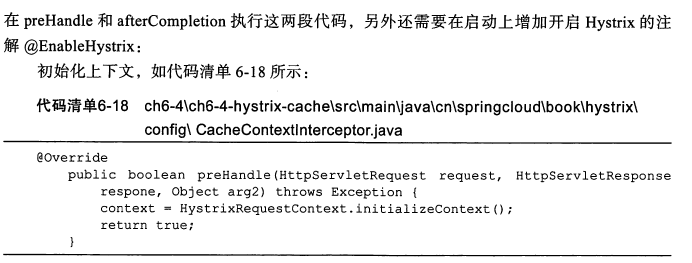 在 preHandle 和 afterCompletion 执行这两段代码，另外还需要在启动上增加开启 Hystrix 的注
解 @EnableHystrix：
初始化上下文，如代码清单 6-18 所示：
代码清单6-18 ch6-4\ch6-4-hystrix-cache\src\main\java\cn\springcloud\book\hystrix\
config\ CacheContextInterceptor.java
@Override
public boolean preHandle(HttpServletRequest request, HttpServletResponse
respone, Object arg2) throws Exception {
context = HystrixRequestContext.initializeContext();
return true;
}